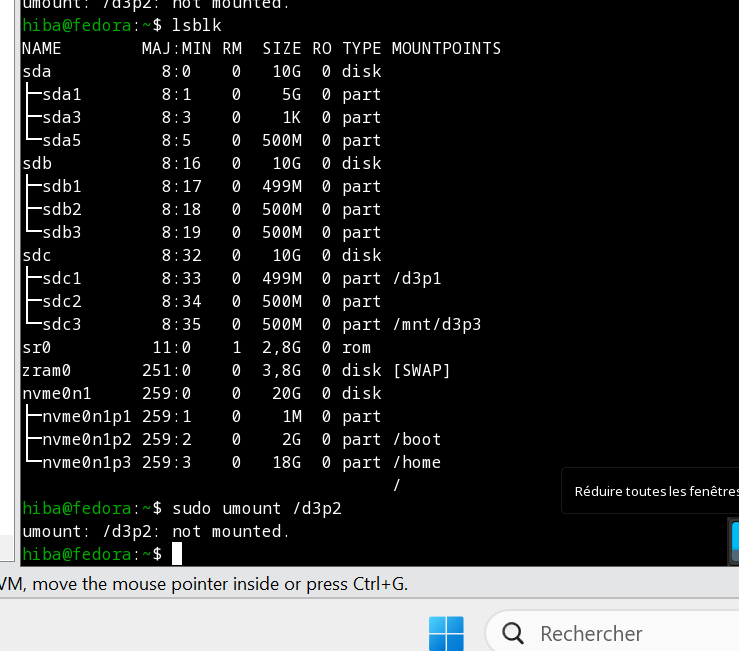 umount: /d3p2: not mounted.
hiba@fedora:~$ lsblk
NAME        MAJ:MIN RM  SIZE RO TYPE MOUNTPOINTS
sda           8:0    0   10G  0 disk
├─sda1        8:1    0    5G  0 part
├─sda3        8:3    0    1K  0 part
└─sda5        8:5    0  500M  0 part
sdb           8:16   0   10G  0 disk
├─sdb1        8:17   0  499M  0 part
├─sdb2        8:18   0  500M  0 part
└─sdb3        8:19   0  500M  0 part
sdc           8:32   0   10G  0 disk
├─sdc1        8:33   0  499M  0 part /d3p1
├─sdc2        8:34   0  500M  0 part
└─sdc3        8:35   0  500M  0 part /mnt/d3p3
sr0          11:0    1  2,8G  0 rom
zram0       251:0    0  3,8G  0 disk [SWAP]
nvme0n1     259:0    0   20G  0 disk
├─nvme0n1p1 259:1    0    1M  0 part
├─nvme0n1p2 259:2    0    2G  0 part /boot
└─nvme0n1p3 259:3    0   18G  0 part /home
                                     /
Réduire toutes les fenêtres
hiba@fedora:~$ sudo umount /d3p2
umount: /d3p2: not mounted.
hiba@fedora:~$
VM, move the mouse pointer inside or press Ctrl+G.
Rechercher